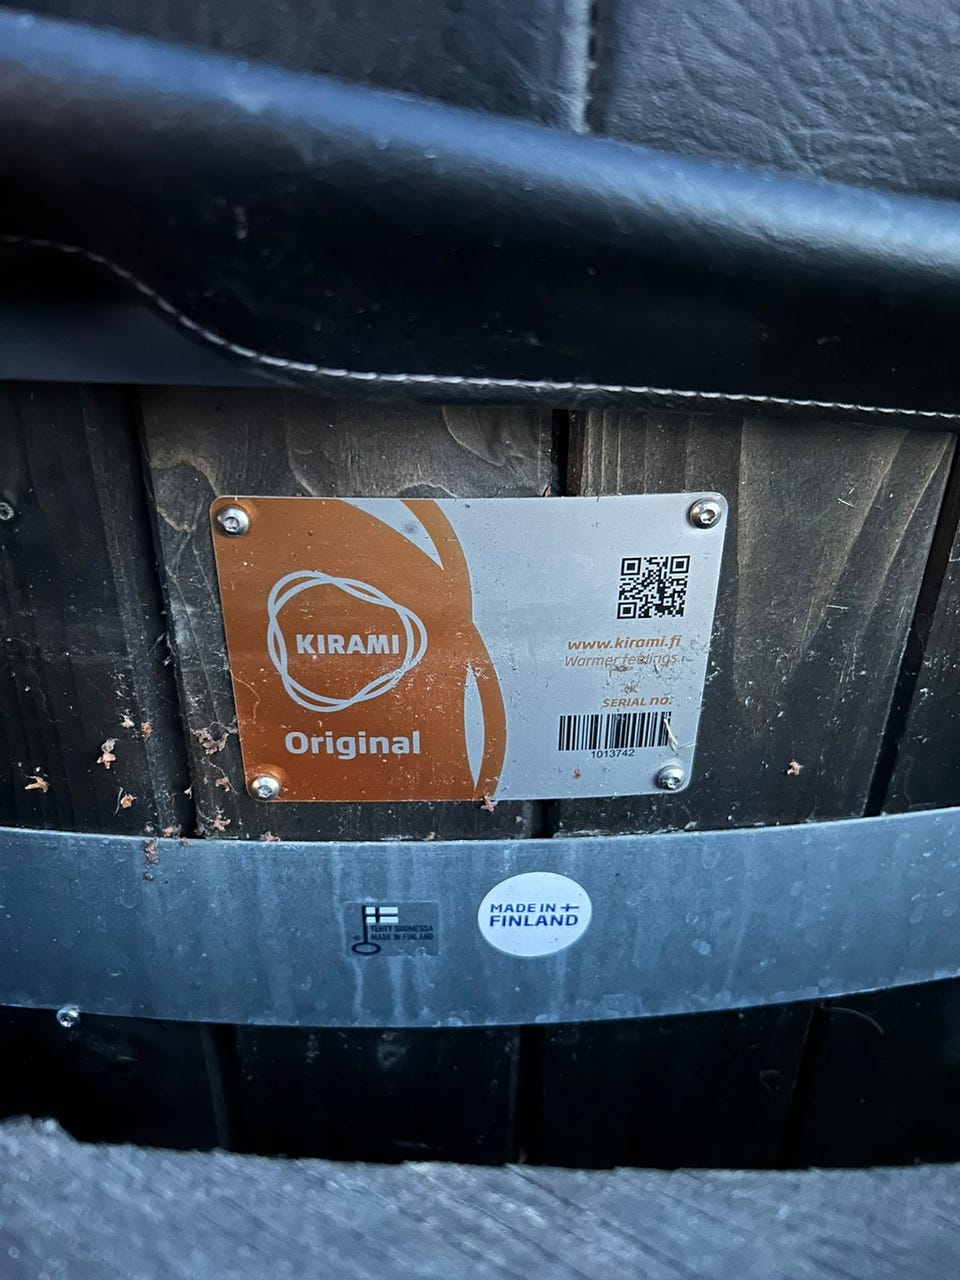 KIRAMI
Original
www.kirami.fi
Warmer feelings
SERIAL no:
1013742
TEHTY SUOMESSA
MADE IN FINLAND
MADE IN
FINLAND